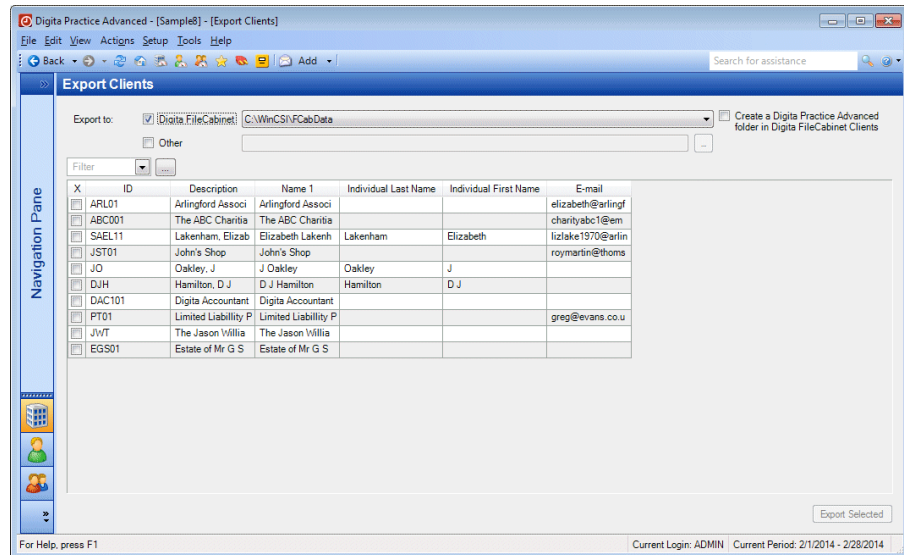 Digita Practice Advanced - [Sample8] - [Export Clients]
File Edit View Actions Setup Tools Help
Back Add Search for assistance
Export Clients
Export to: Digita FileCabinet C:\WinCSI\FCabData Create a Digita Practice Advanced
folder in Digita FileCabinet Clients
Other ...
Filter ...
X ID Description Name 1 Individual Last Name Individual First Name E-mail
ARL01 Arlingford Associ Arlingford Associ elizabeth@arlingf
ABC001 The ABC Charitia The ABC Charitia charityabc1@em
SAEL11 Lakenham, Elizab Elizabeth Lakenh Lakenham Elizabeth lizlake1970@arlin
JST01 John's Shop John's Shop roymartin@thoms
JO Oakley, J J Oakley Oakley J
DJH Hamilton, D J D J Hamilton Hamilton D J
DAC101 Digita Accountant Digita Accountant
PT01 Limited Liabillity P Limited Liabillity P greg@evans.co.u
JWT The Jason Willia The Jason Willia
EGS01 Estate of Mr G S Estate of Mr G S
Navigation Pane
Export Selected
For Help, press F1 Current Login: ADMIN Current Period: 2/1/2014 - 2/28/2014